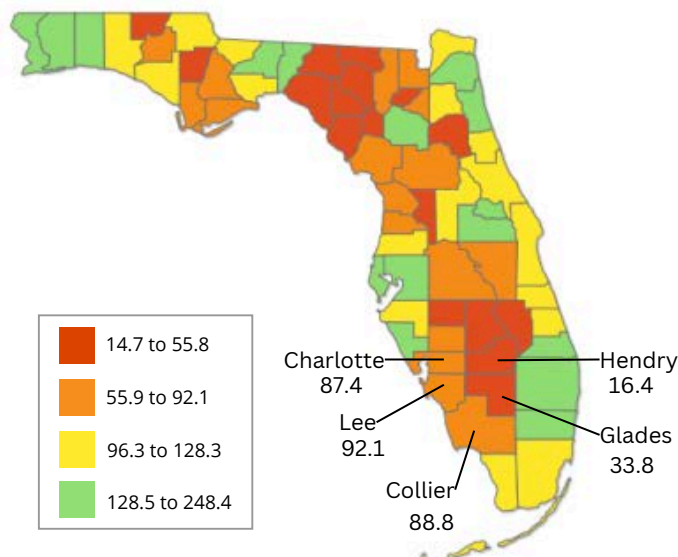 14.7 to 55.8
55.9 to 92.1
96.3 to 128.3
128.5 to 248.4
Charlotte
87.4
Lee
92.1
Collier
88.8
Hendry
16.4
Glades
33.8